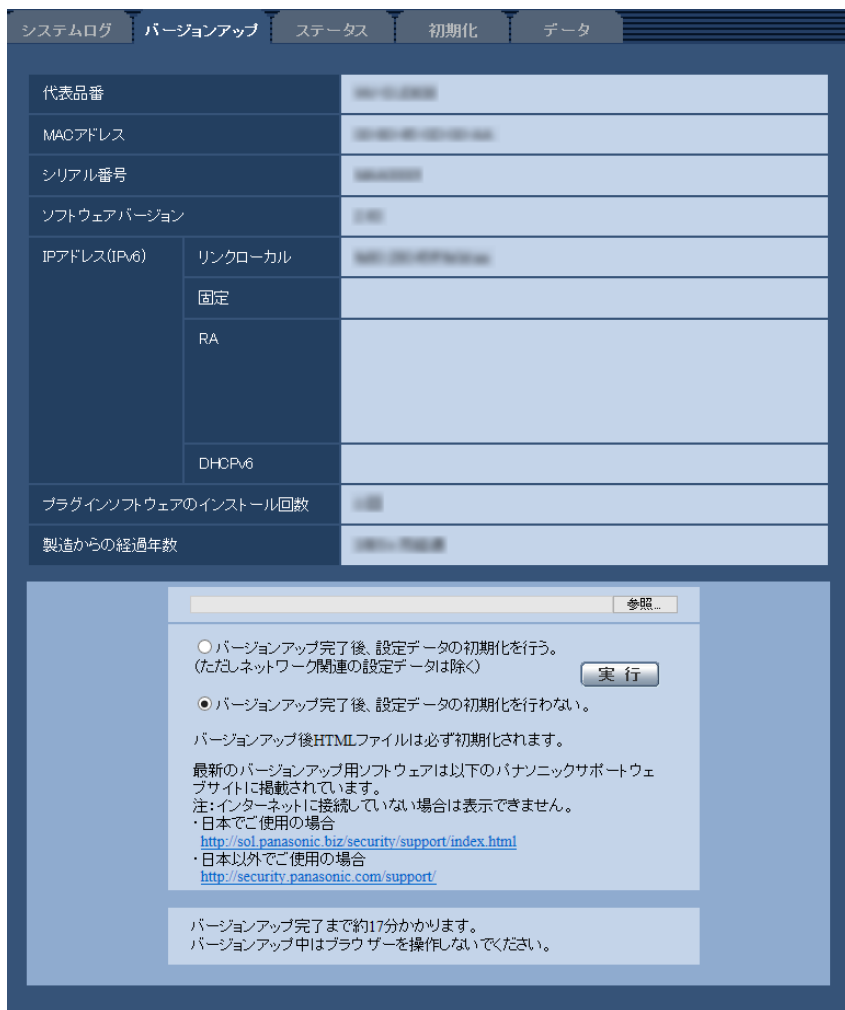 システムログ バージョンアップ ステータス 初期化 データ
代表品番
MACアドレス
シリアル番号
ソフトウェアバージョン
IPアドレス(IPv6) リンクローカル
固定
RA
DHCPv6
プラグインソフトウェアのインストール回数
製造からの経過年数
参照...
バージョンアップ完了後、設定データの初期化を行う。
(ただしネットワーク関連の設定データは除く)
実 行
バージョンアップ完了後、設定データの初期化を行わない。
バージョンアップ後HTMLファイルは必ず初期化されます。
最新のバージョンアップ用ソフトウェアは以下のパナソニックサポートウェ
ブサイトに掲載されています。
注:インターネットに接続していない場合は表示できません。
・日本でご使用の場合
http://sol.panasonic.biz/security/support/index.html
・日本以外でご使用の場合
http://security.panasonic.com/support/
バージョンアップ完了まで約17分かかります。
バージョンアップ中はブラウザーを操作しないでください。